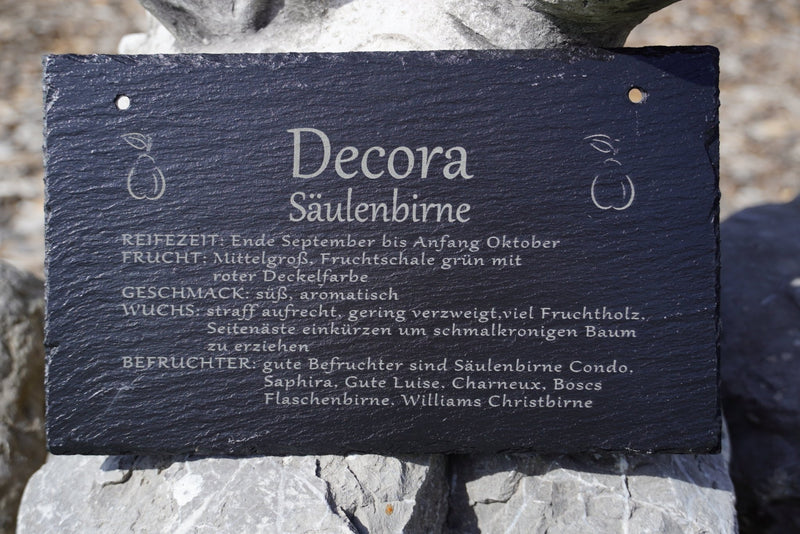 Decora
Säulenbirne
REIFEZEIT: Ende September bis Anfang Oktober
FRUCHT: Mittelgroß, Fruchtschale grün mit
roter Deckelfarbe
GESCHMACK: süß, aromatisch
WUCHS: straff aufrecht, gering verzweigt,viel Fruchtholz.
Seitenäste einkürzen um schmalkronigen Baum
zu erziehen
BEFRUCHTER: gute Befruchter sind Säulenbirne Condo,
Saphira, Gute Luise, Charneux, Boscs
Flaschenbirne, Williams Christbirne